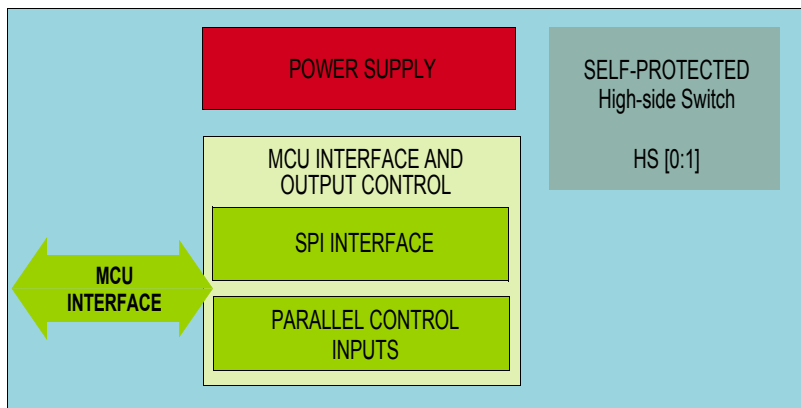 POWER SUPPLY
SELF-PROTECTED
High-side Switch
HS [0:1]
MCU INTERFACE AND
OUTPUT CONTROL
SPI INTERFACE
MCU
INTERFACE
PARALLEL CONTROL
INPUTS